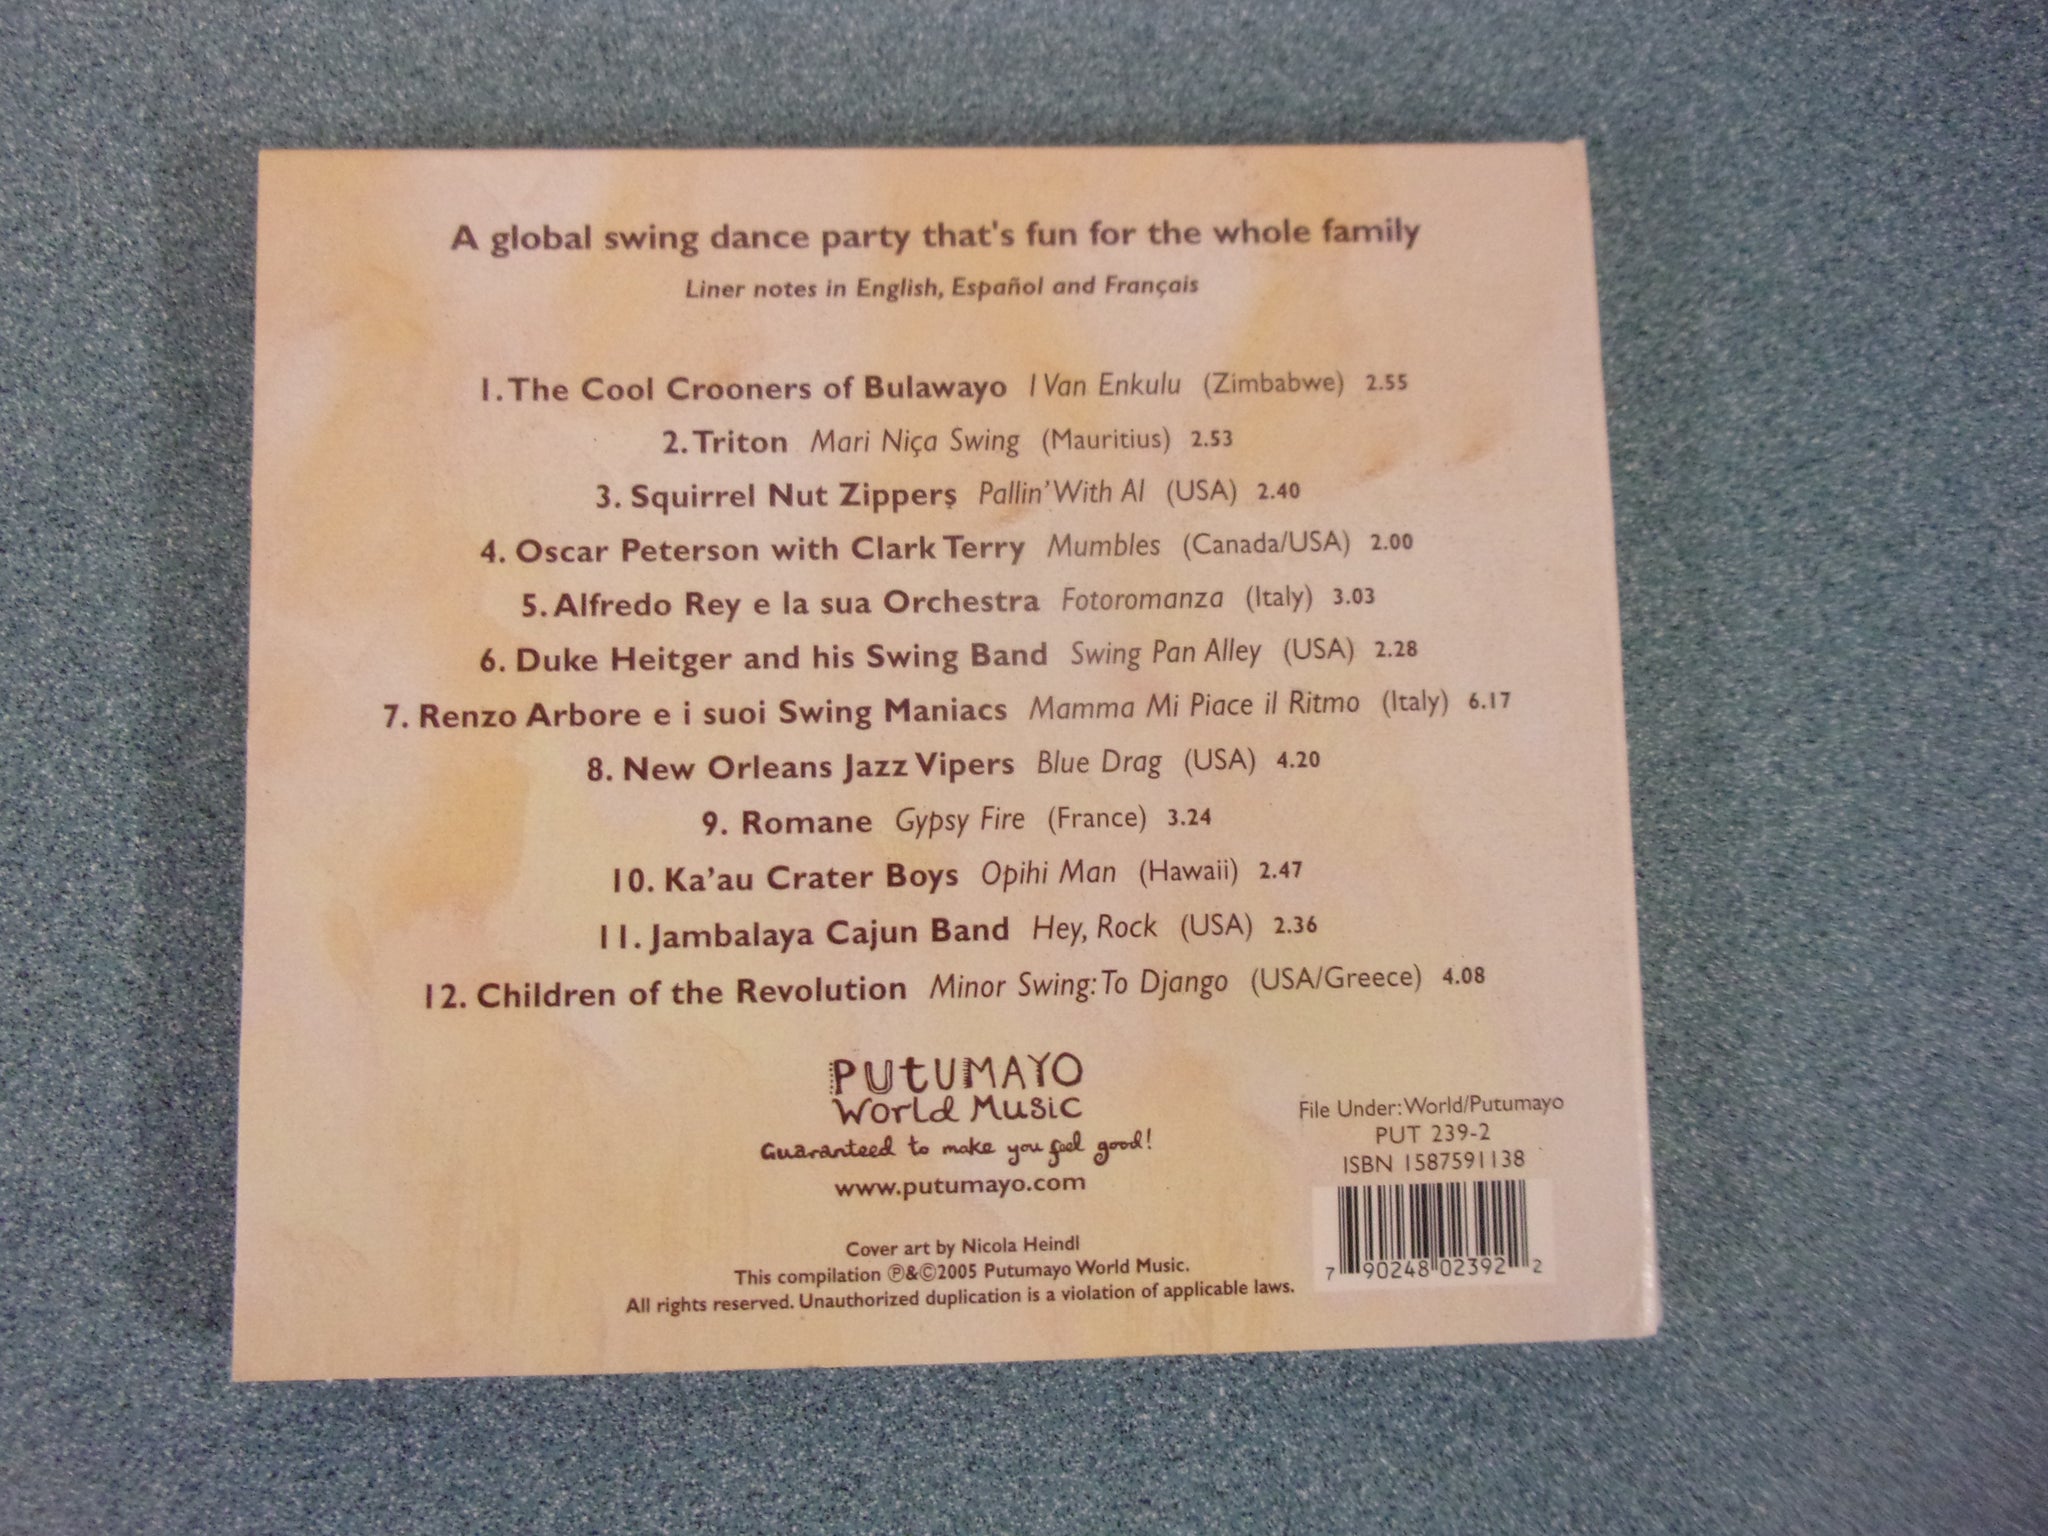 A global swing dance party that's fun for the whole family
Liner notes in English, Español and Français
1. The Cool Crooners of Bulawayo I Van Enkulu (Zimbabwe) 2.55
2. Triton Mari Niça Swing (Mauritius) 2.53
3. Squirrel Nut Zippers Pallin' With Al (USA) 2.40
4. Oscar Peterson with Clark Terry Mumbles (Canada/USA) 2.00
5. Alfredo Rey e la sua Orchestra Fotoromanza (Italy) 3.03
6. Duke Heitger and his Swing Band Swing Pan Alley (USA) 2.28
7. Renzo Arbore e i suoi Swing Maniacs Mamma Mi Piace il Ritmo (Italy) 6.17
8. New Orleans Jazz Vipers Blue Drag (USA) 4.20
9. Romane Gypsy Fire (France) 3.24
10. Ka'au Crater Boys Opihi Man (Hawaii) 2.47
11. Jambalaya Cajun Band Hey, Rock (USA) 2.36
12. Children of the Revolution Minor Swing: To Django (USA/Greece) 4.08
PUTUMAYO
World Music
Guaranteed to make you feel good!
www.putumayo.com
Cover art by Nicola Heindl
This compilation ℗&©2005 Putumayo World Music.
All rights reserved. Unauthorized duplication is a violation of applicable laws.
File Under: World/Putumayo
PUT 239-2
ISBN 1587591138
7 90248 02392 2